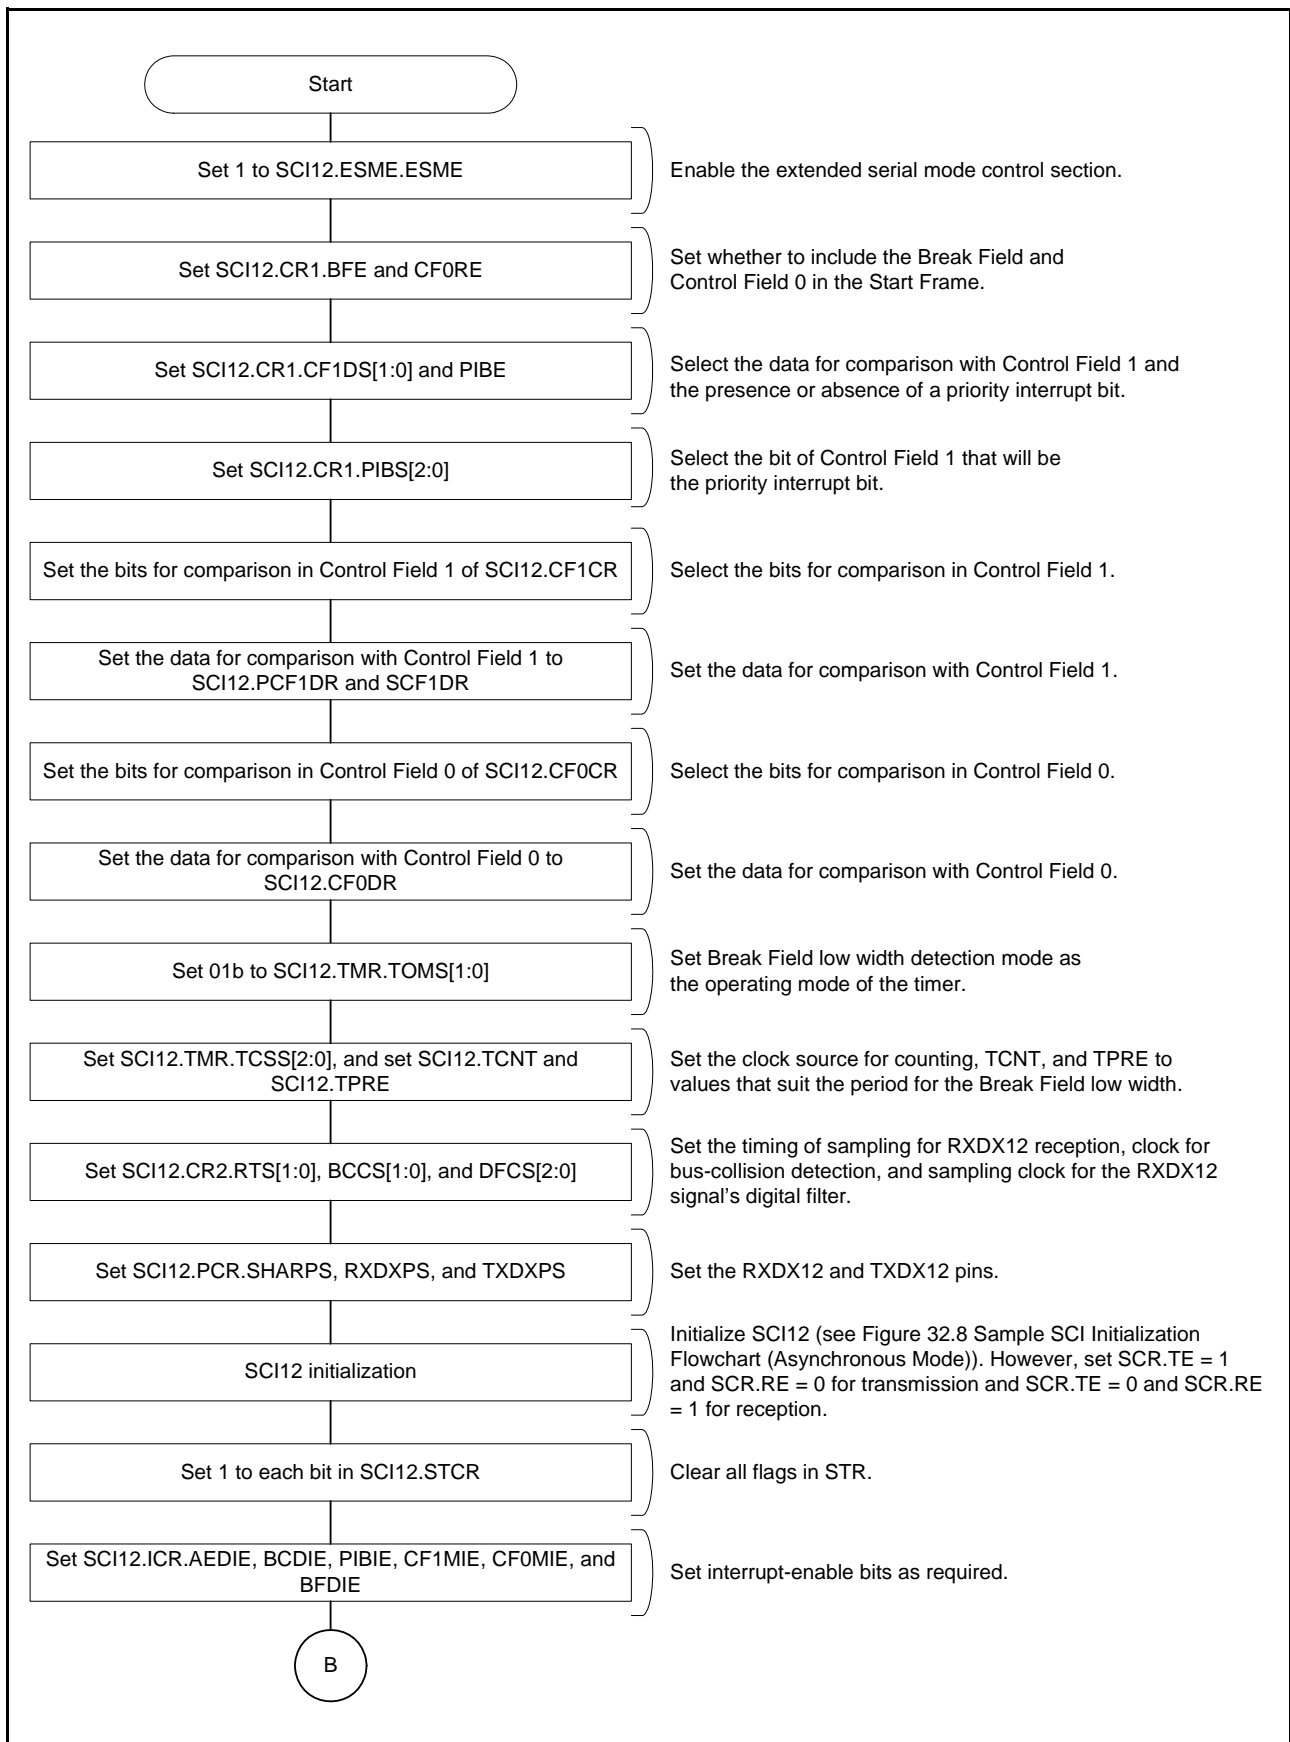 Start
Set 1 to SCI12.ESME.ESME
Enable the extended serial mode control section.
Set SCI12.CR1.BFE and CF0RE
Set whether to include the Break Field and
Control Field 0 in the Start Frame.
Set SCI12.CR1.CF1DS[1:0] and PIBE
Select the data for comparison with Control Field 1 and
the presence or absence of a priority interrupt bit.
Set SCI12.CR1.PIBS[2:0]
Select the bit of Control Field 1 that will be
the priority interrupt bit.
Set the bits for comparison in Control Field 1 of SCI12.CF1CR
Select the bits for comparison in Control Field 1.
Set the data for comparison with Control Field 1 to
SCI12.PCF1DR and SCF1DR
Set the data for comparison with Control Field 1.
Set the bits for comparison in Control Field 0 of SCI12.CF0CR
Select the bits for comparison in Control Field 0.
Set the data for comparison with Control Field 0 to
SCI12.CF0DR
Set the data for comparison with Control Field 0.
Set 01b to SCI12.TMR.TOMS[1:0]
Set Break Field low width detection mode as
the operating mode of the timer.
Set SCI12.TMR.TCSS[2:0], and set SCI12.TCNT and
SCI12.TPRE
Set the clock source for counting, TCNT, and TPRE to
values that suit the period for the Break Field low width.
Set SCI12.CR2.RTS[1:0], BCCS[1:0], and DFCS[2:0]
Set the timing of sampling for RXDX12 reception, clock for
bus-collision detection, and sampling clock for the RXDX12
signal's digital filter.
Set SCI12.PCR.SHARPS, RXDXPS, and TXDXPS
Set the RXDX12 and TXDX12 pins.
SCI12 initialization
Initialize SCI12 (see Figure 32.8 Sample SCI Initialization
Flowchart (Asynchronous Mode)). However, set SCR.TE = 1
and SCR.RE = 0 for transmission and SCR.TE = 0 and SCR.RE
= 1 for reception.
Set 1 to each bit in SCI12.STCR
Clear all flags in STR.
Set SCI12.ICR.AEDIE, BCDIE, PIBIE, CF1MIE, CF0MIE, and
BFDIE
Set interrupt-enable bits as required.
B